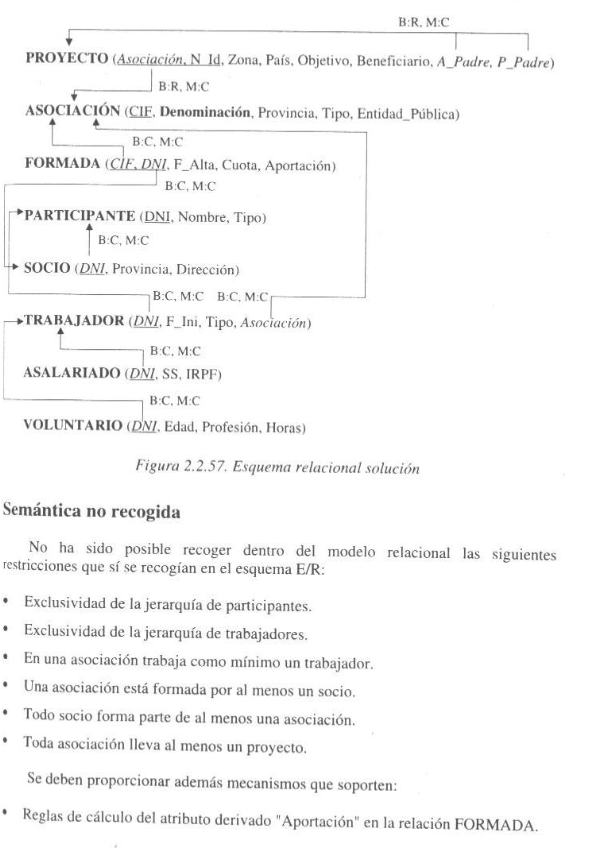 B:R, M:C
PROYECTO (Asociación, N_Id, Zona, País, Objetivo, Beneficiario, A_Padre, P_Padre)
B:R, M:C
ASOCIACIÓN (CIF, Denominación, Provincia, Tipo, Entidad_Pública)
B:C, M:C
FORMADA (CIF, DNI, F_Alta, Cuota, Aportación)
B:C, M:C
PARTICIPANTE (DNI, Nombre, Tipo)
B:C, M:C
SOCIO (DNI, Provincia, Dirección)
B:C, M:C B:C, M:C
TRABAJADOR (DNI, F_Ini, Tipo, Asociación)
B:C, M:C
ASALARIADO (DNI, SS, IRPF)
B:C, M:C
VOLUNTARIO (DNI, Edad, Profesión, Horas)
Figura 2.2.57. Esquema relacional solución
Semántica no recogida
No ha sido posible recoger dentro del modelo relacional las siguientes
restricciones que sí se recogían en el esquema E/R:
• Exclusividad de la jerarquía de participantes.
• Exclusividad de la jerarquía de trabajadores.
• En una asociación trabaja como mínimo un trabajador.
• Una asociación está formada por al menos un socio.
• Todo socio forma parte de al menos una asociación.
• Toda asociación lleva al menos un proyecto.
Se deben proporcionar además mecanismos que soporten:
• Reglas de cálculo del atributo derivado "Aportación" en la relación FORMADA.